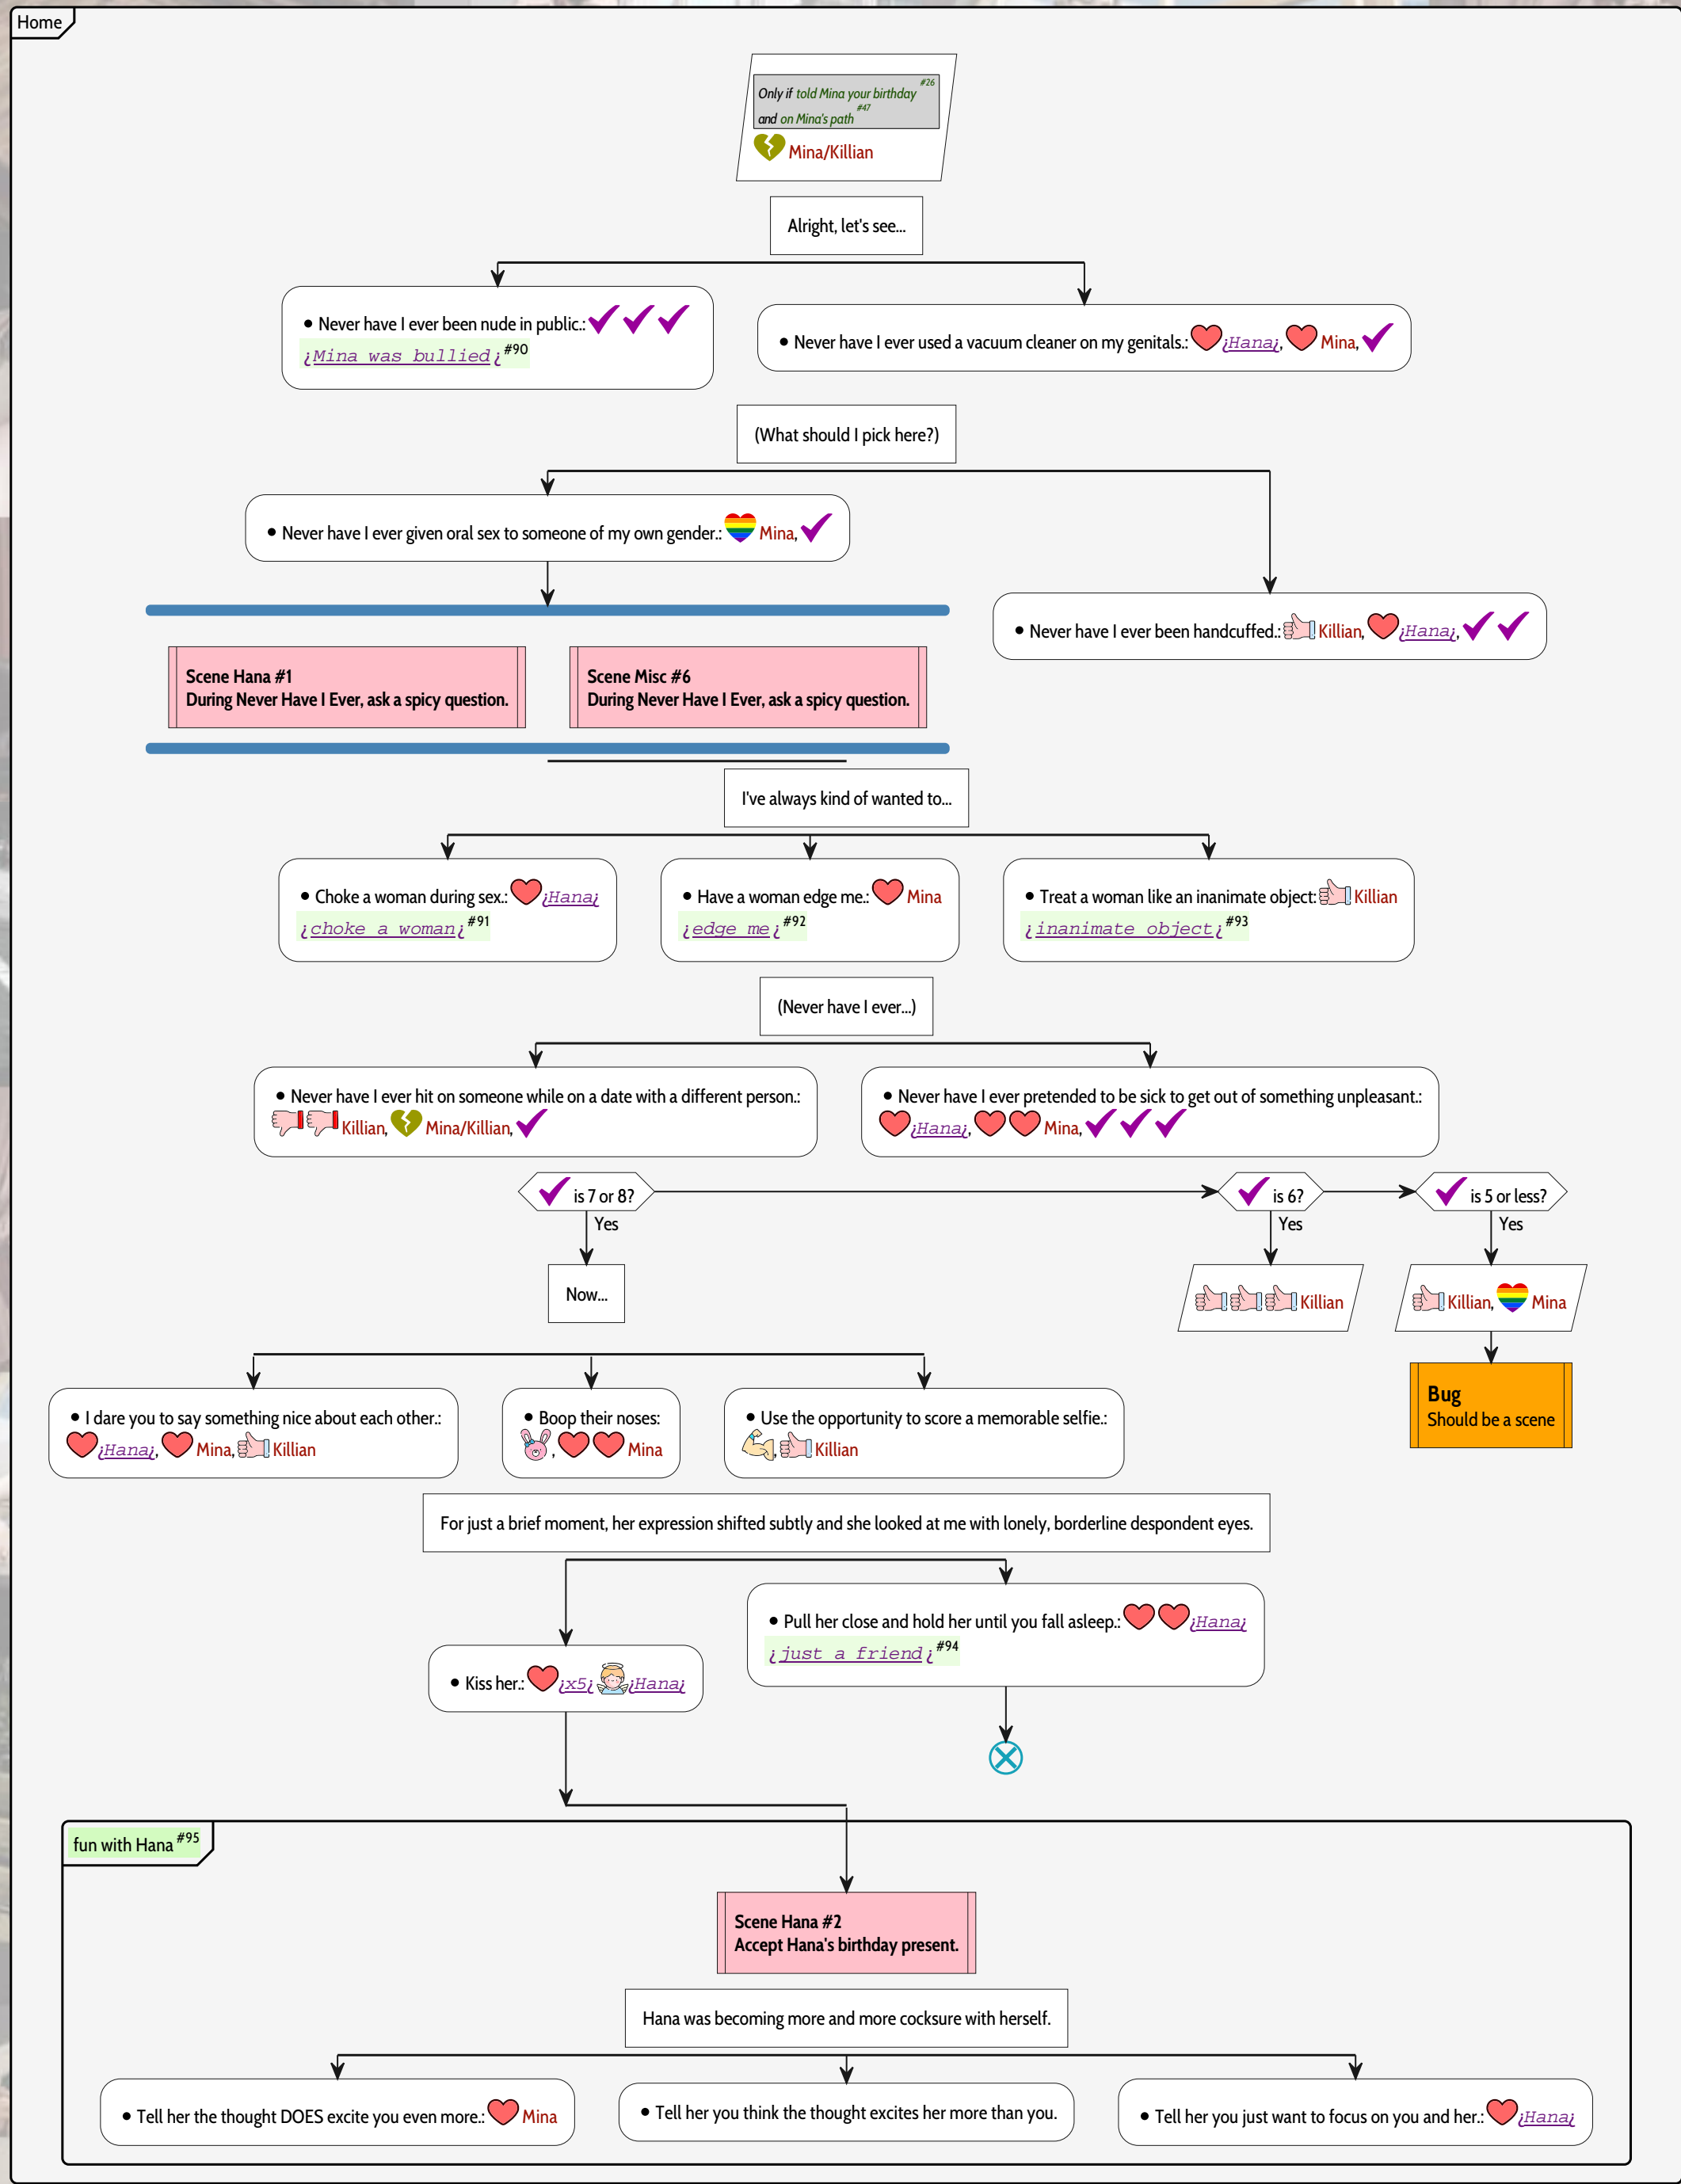 Home
Only if told Mina your birthday #26
and on Mina's path #47
Mina/Killian
Alright, let's see...
• Never have I ever been nude in public.:
¿Mina was bullied¿ #90
• Never have I ever used a vacuum cleaner on my genitals.: ¿Hana¿, Mina,
(What should I pick here?)
• Never have I ever given oral sex to someone of my own gender.: Mina,
• Never have I ever been handcuffed.: Killian, ¿Hana¿,
Scene Hana #1
During Never Have I Ever, ask a spicy question.
Scene Misc #6
During Never Have I Ever, ask a spicy question.
I've always kind of wanted to...
• Choke a woman during sex.: ¿Hana¿
¿choke a woman¿ #91
• Have a woman edge me.: Mina
¿edge me¿ #92
• Treat a woman like an inanimate object: Killian
¿inanimate object¿ #93
(Never have I ever...)
• Never have I ever hit on someone while on a date with a different person.:
Killian, Mina/Killian,
• Never have I ever pretended to be sick to get out of something unpleasant.:
¿Hana¿, Mina,
is 7 or 8?
is 6?
is 5 or less?
Yes
Yes
Yes
Now...
Killian
Killian, Mina
Bug
Should be a scene
• I dare you to say something nice about each other.:
¿Hana¿, Mina, Killian
• Boop their noses:
, Mina
• Use the opportunity to score a memorable selfie.:
, Killian
For just a brief moment, her expression shifted subtly and she looked at me with lonely, borderline despondent eyes.
• Pull her close and hold her until you fall asleep.: ¿Hana¿
¿just a friend¿ #94
• Kiss her.: ¿x5¿ ¿Hana¿
fun with Hana #95
Scene Hana #2
Accept Hana's birthday present.
Hana was becoming more and more cocksure with herself.
• Tell her the thought DOES excite you even more.: Mina
• Tell her you think the thought excites her more than you.
• Tell her you just want to focus on you and her.: ¿Hana¿